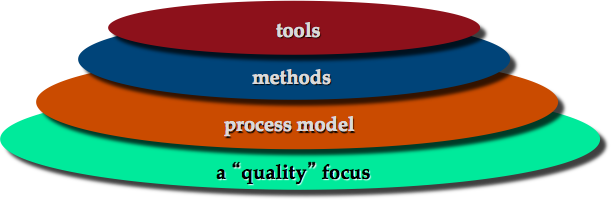 tools
methods
process model
a “quality” focus